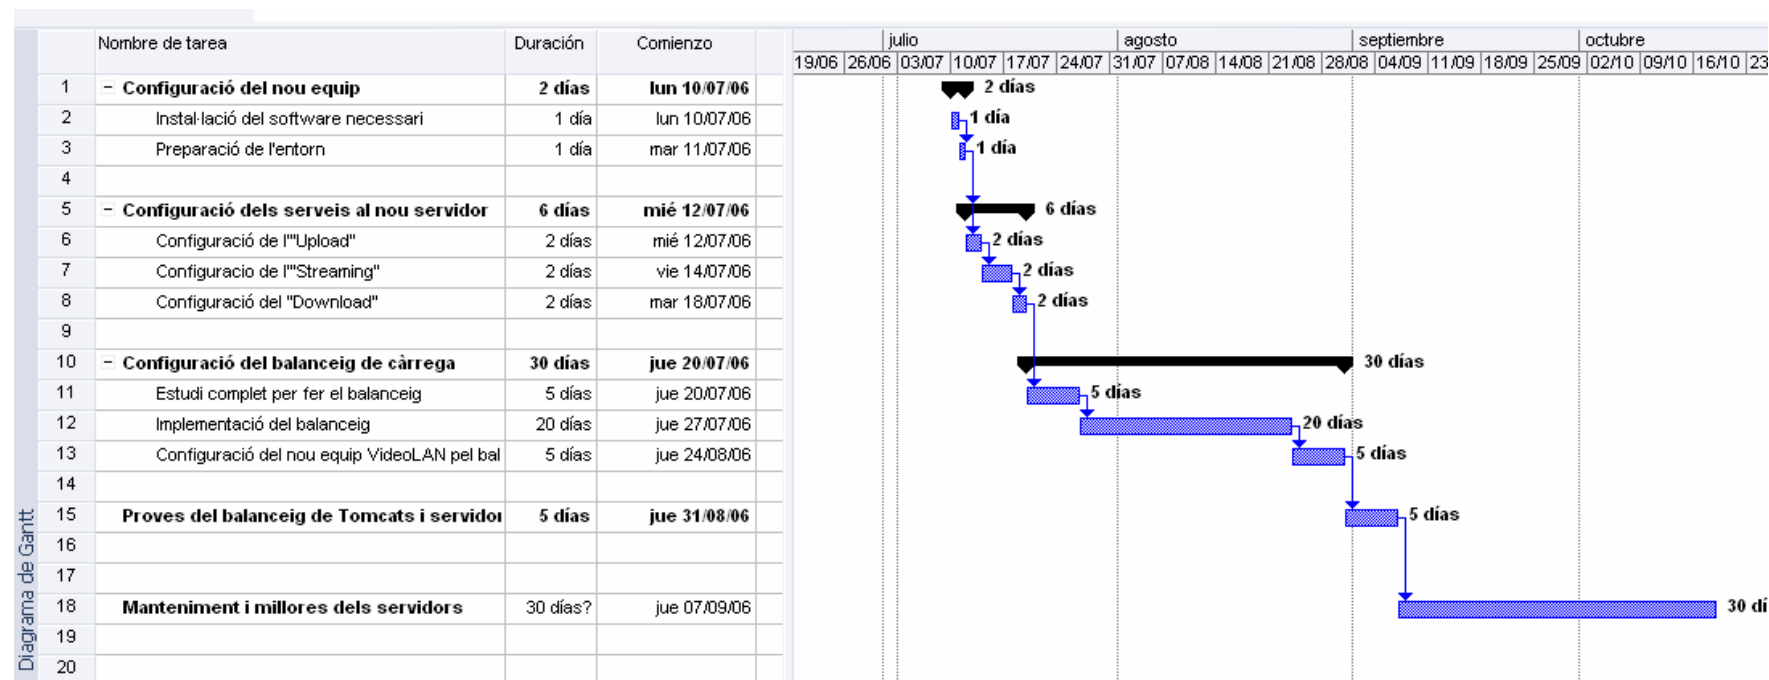 Nombre de tarea Duración Comienzo julio agosto septiembre octubre
19/06 26/06 03/07 10/07 17/07 24/07 31/07 07/08 14/08 21/08 28/08 04/09 11/09 18/09 25/09 02/10 09/10 16/10 23
1 − Configuració del nou equip 2 días lun 10/07/06 2 días
2 Instal·lació del software necessari 1 día lun 10/07/06 1 día
3 Preparació de l'entorn 1 día mar 11/07/06 1 día
4
5 − Configuració dels serveis al nou servidor 6 días mié 12/07/06 6 días
6 Configuració de l'"Upload" 2 días mié 12/07/06 2 días
7 Configuracio de l'"Streaming" 2 días vie 14/07/06 2 días
8 Configuració del "Download" 2 días mar 18/07/06 2 días
9
10 − Configuració del balanceig de càrrega 30 días jue 20/07/06 30 días
11 Estudi complet per fer el balanceig 5 días jue 20/07/06 5 días
12 Implementació del balanceig 20 días jue 27/07/06 20 días
13 Configuració del nou equip VideoLAN pel bal 5 días jue 24/08/06 5 días
14
15 Proves del balanceig de Tomcats i servidor 5 días jue 31/08/06 5 días
16
17
18 Manteniment i millores dels servidors 30 días? jue 07/09/06 30 dí
19
20
Diagrama de Gantt